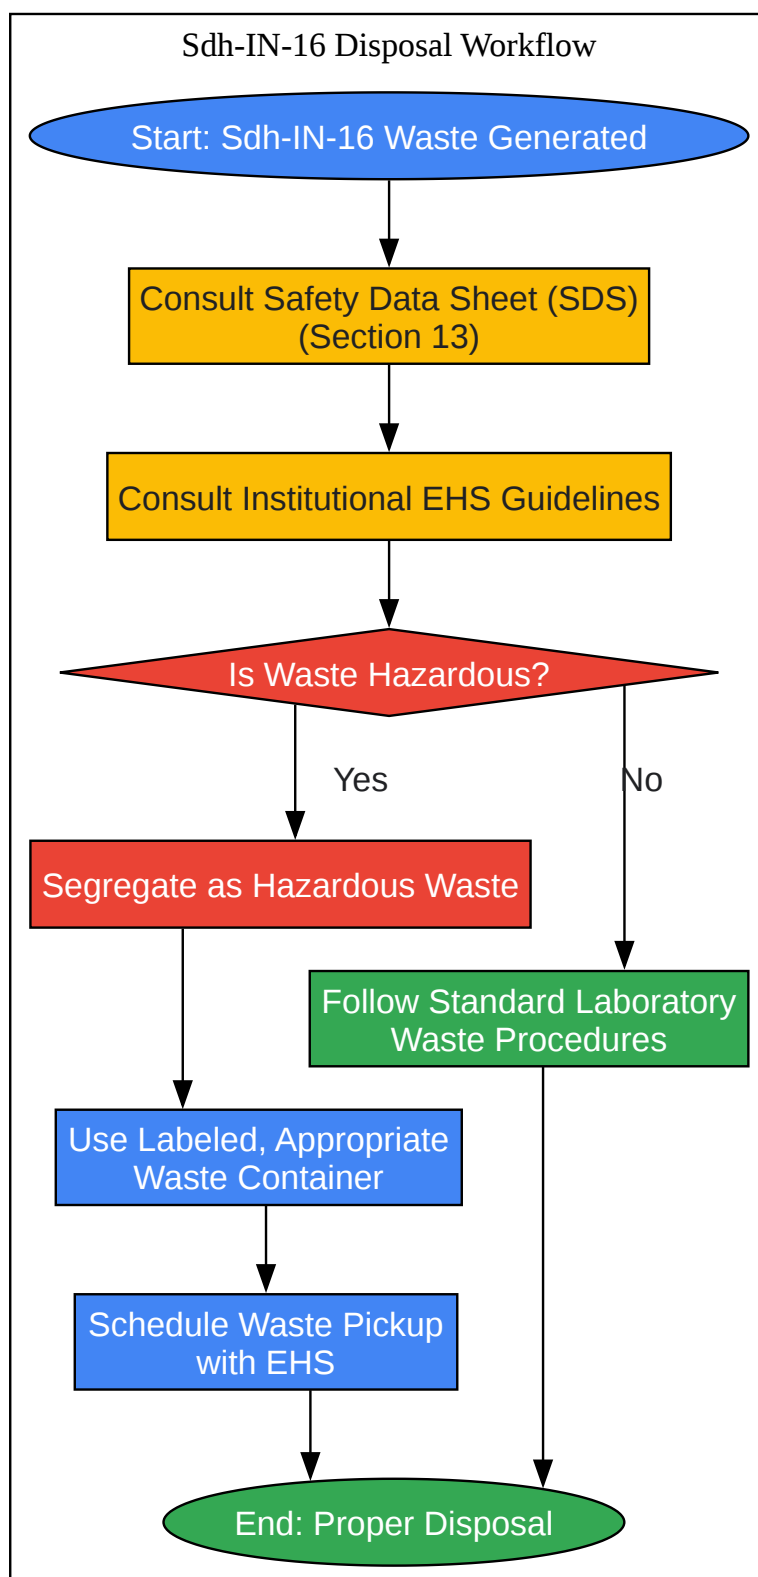 Sdh-IN-16 Disposal Workflow
Start: Sdh-IN-16 Waste Generated
Consult Safety Data Sheet (SDS)
(Section 13)
Consult Institutional EHS Guidelines
Is Waste Hazardous?
Yes
No
Segregate as Hazardous Waste
Follow Standard Laboratory
Waste Procedures
Use Labeled, Appropriate
Waste Container
Schedule Waste Pickup
with EHS
End: Proper Disposal